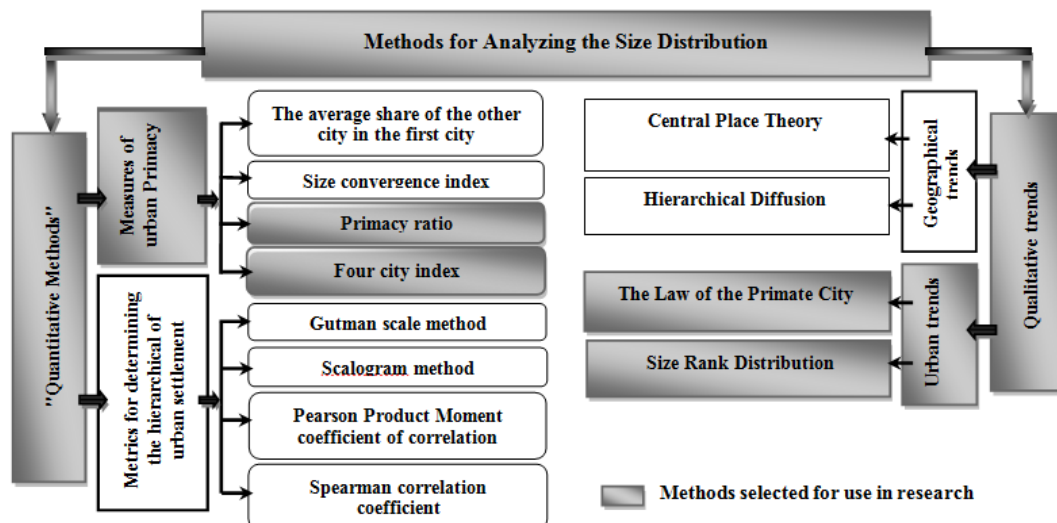 Methods for Analyzing the Size Distribution
"Quantitative Methods"
Measures of
urban Primacy
The average share of the other
city in the first city
Size convergence index
Primacy ratio
Four city index
Metrics for determining
the hierarchical of
urban settlement
Gutman scale method
Scalogram method
Pearson Product Moment
coefficient of correlation
Spearman correlation
coefficient
Central Place Theory
Hierarchical Diffusion
Geographical
trends
The Law of the Primate City
Size Rank Distribution
Urban trends
Qualitative trends
Methods selected for use in research